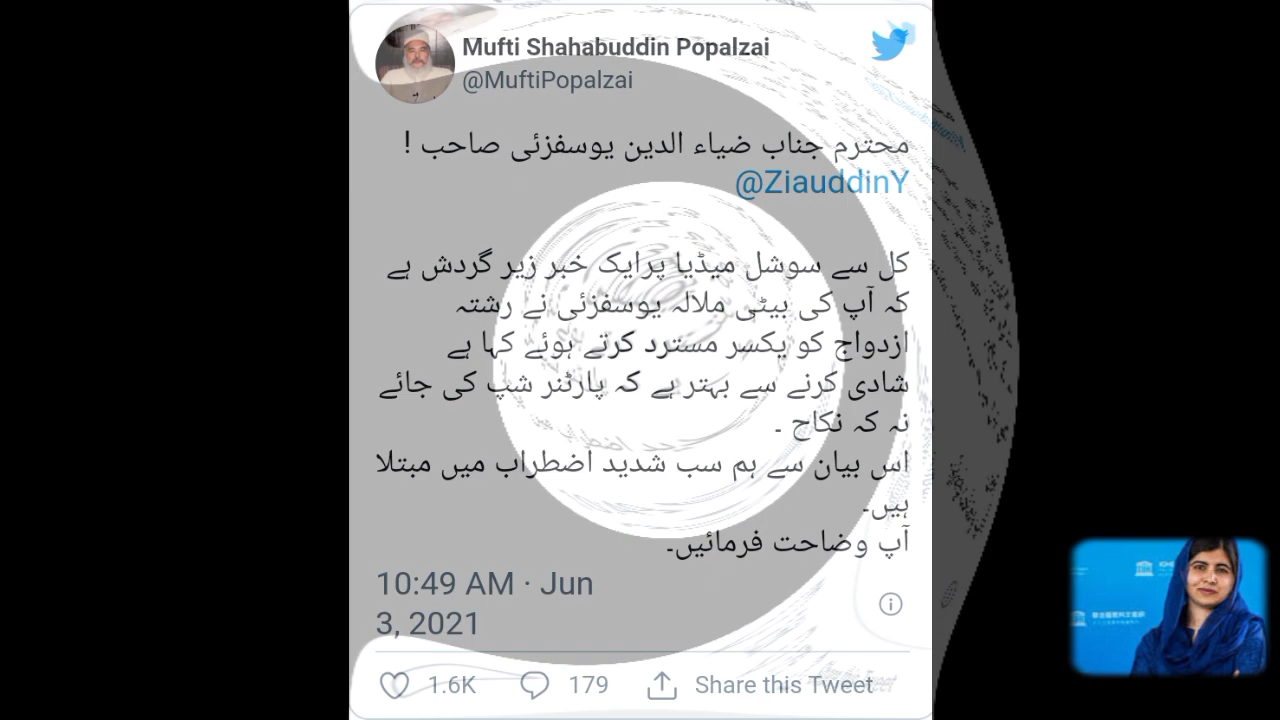 Mufti Shahabuddin Popalzai
@MuftiPopalzai
محترم جناب ضیاء الدین یوسفزئی صاحب !
@ZiauddinY
کل سے سوشل میڈیا پرایک خبر زیر گردش ہے
کہ آپ کی بیٹی ملالہ یوسفزئی نے رشتہ
ازدواج کو یکسر مسترد کرتے ہوئے کہا ہے
شادی کرنے سے بہتر ہے کہ پارٹنر شپ کی جائے
نہ کہ نکاح ۔
اس بیان سے ہم سب شدید اضطراب میں مبتلا
ہیں۔
آپ وضاحت فرمائیں۔
10:49 AM · Jun
3, 2021
1.6K 179 Share this Tweet